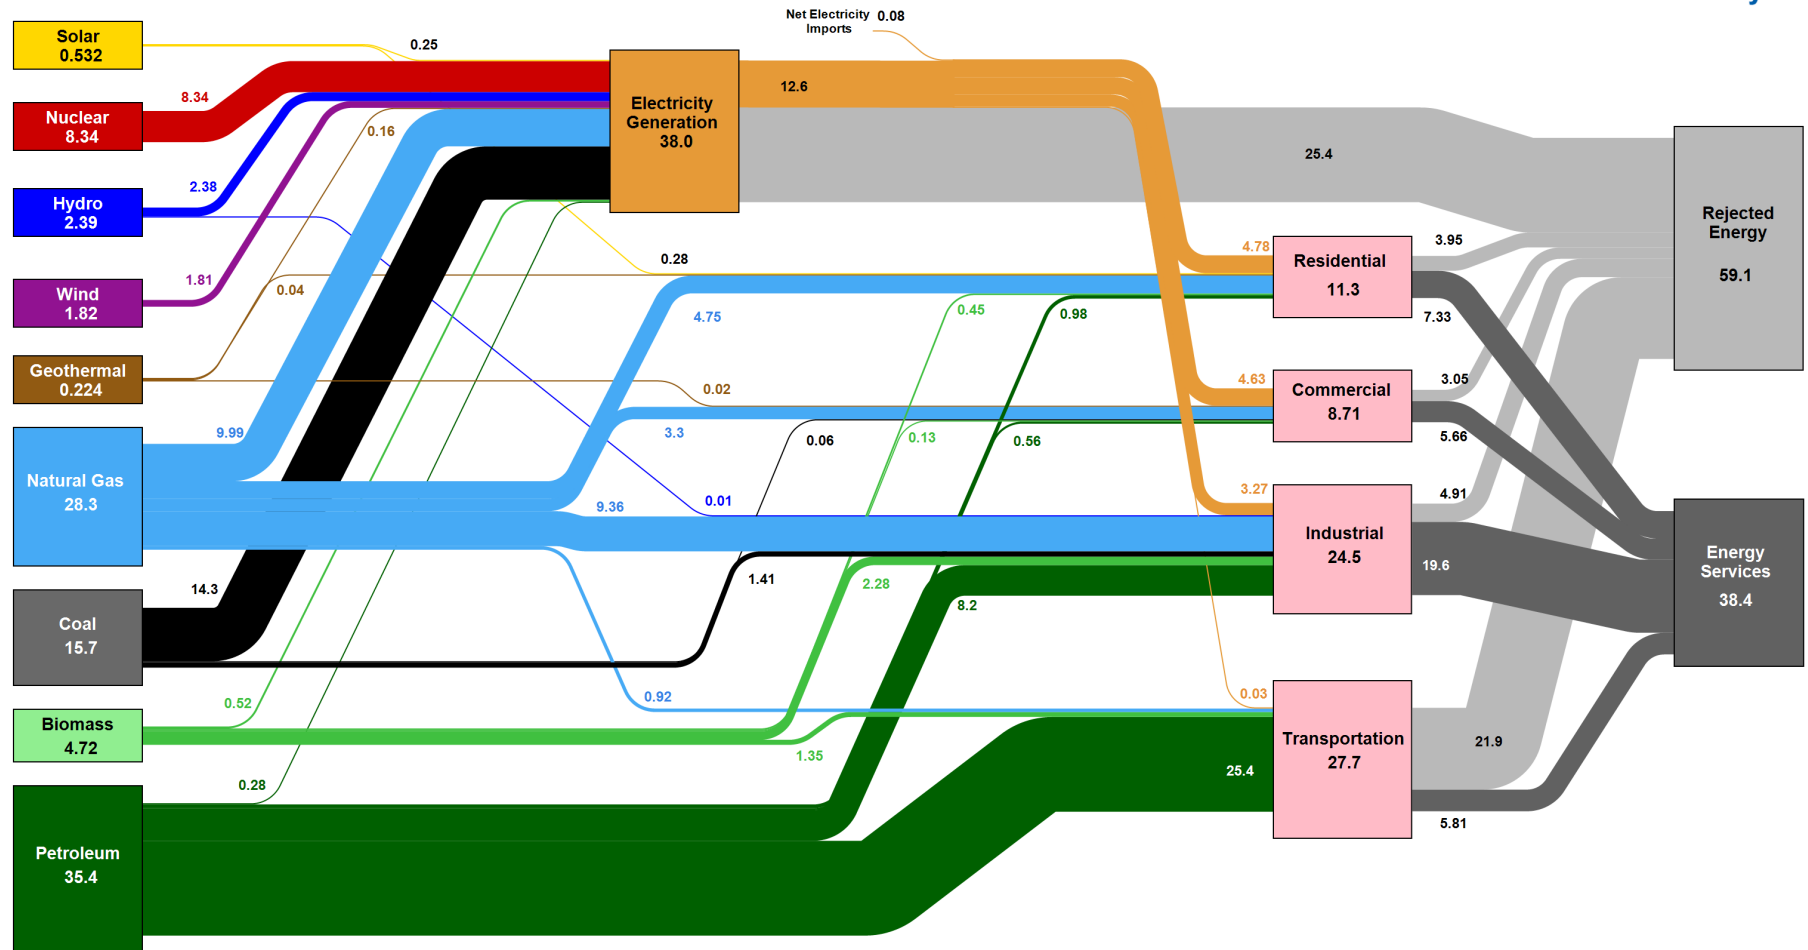 Net Electricity 0.08
Imports
Solar
0.532
0.25
Nuclear
8.34
8.34
Hydro
2.39
2.38
Wind
1.82
1.81
Geothermal
0.224
0.16
0.04
0.02
Natural Gas
28.3
9.99
4.75
3.3
9.36
0.92
Coal
15.7
14.3
0.06
1.41
Biomass
4.72
0.52
0.45
0.13
2.28
1.35
Petroleum
35.4
0.28
0.98
0.56
8.2
25.4
0.28
0.01
Electricity
Generation
38.0
12.6
25.4
4.78
4.63
3.27
0.03
Residential
11.3
3.95
7.33
Commercial
8.71
3.05
5.66
Industrial
24.5
4.91
19.6
Transportation
27.7
21.9
5.81
Rejected
Energy
59.1
Energy
Services
38.4